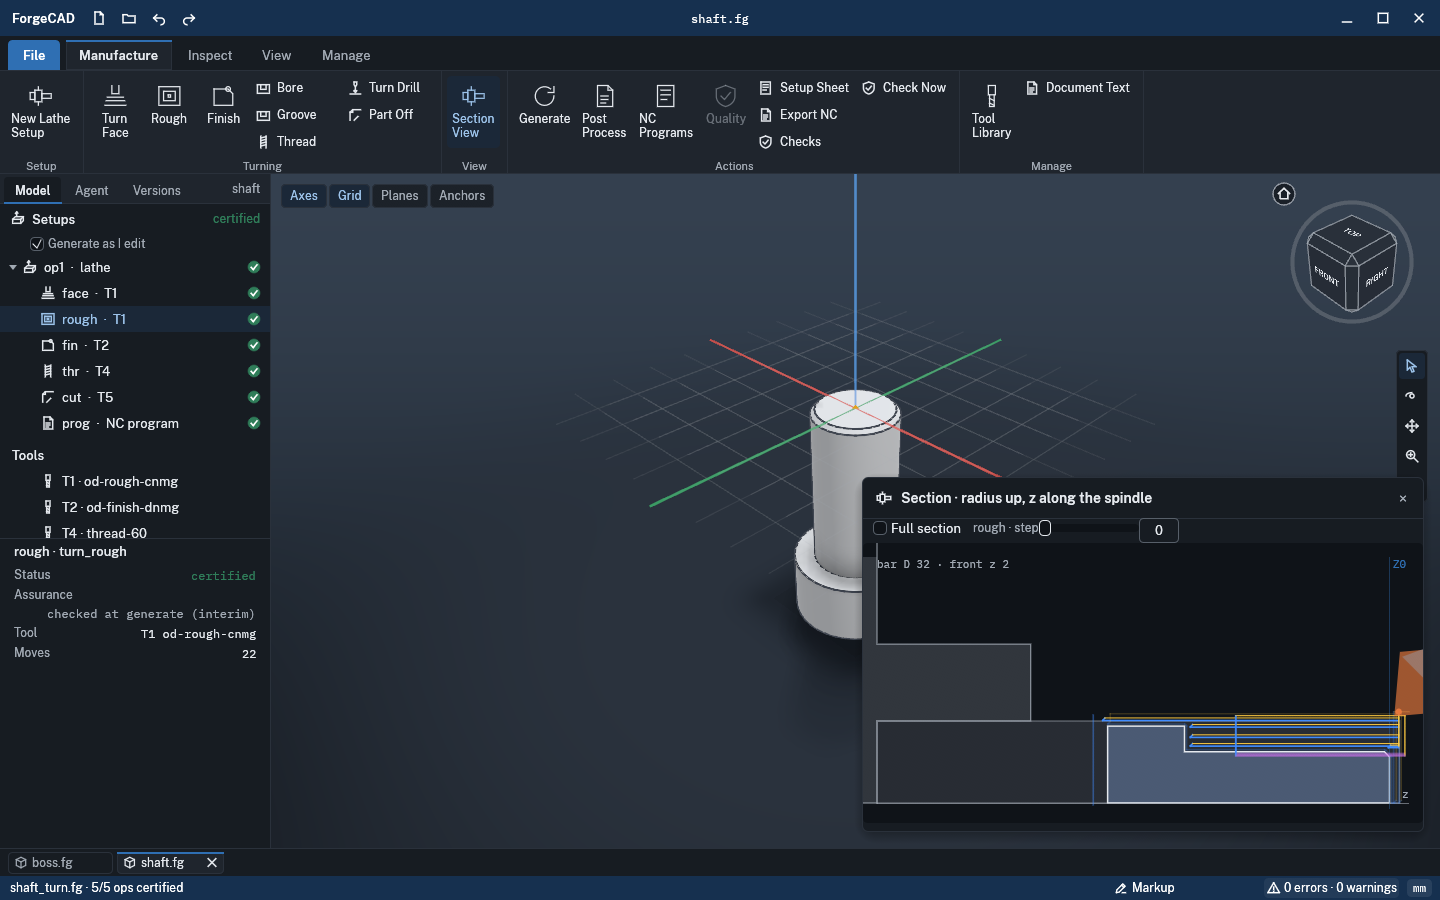 ForgeCAD
shaft.fg
File
Manufacture
Inspect
View
Manage
New Lathe
Setup
Turn
Face
Rough
Finish
Bore
Groove
Thread
Turn Drill
Part Off
Section
View
Generate
Post
Process
NC
Programs
Quality
Setup Sheet
Export NC
Checks
Check Now
Tool
Library
Document Text
Setup
Turning
View
Actions
Manage
Model
Agent
Versions
shaft
Setups
certified
Generate as I edit
op1 · lathe
face · T1
rough · T1
fin · T2
thr · T4
cut · T5
prog · NC program
Tools
T1 · od-rough-cnmg
T2 · od-finish-dnmg
T4 · thread-60
rough · turn_rough
Status
certified
Assurance
checked at generate (interim)
Tool
T1 od-rough-cnmg
Moves
22
Axes
Grid
Planes
Anchors
TOP
FRONT
RIGHT
Section · radius up, z along the spindle
Full section
rough · step
0
bar D 32 · front z 2
Z0
z
boss.fg
shaft.fg
shaft_turn.fg · 5/5 ops certified
Markup
0 errors · 0 warnings
mm